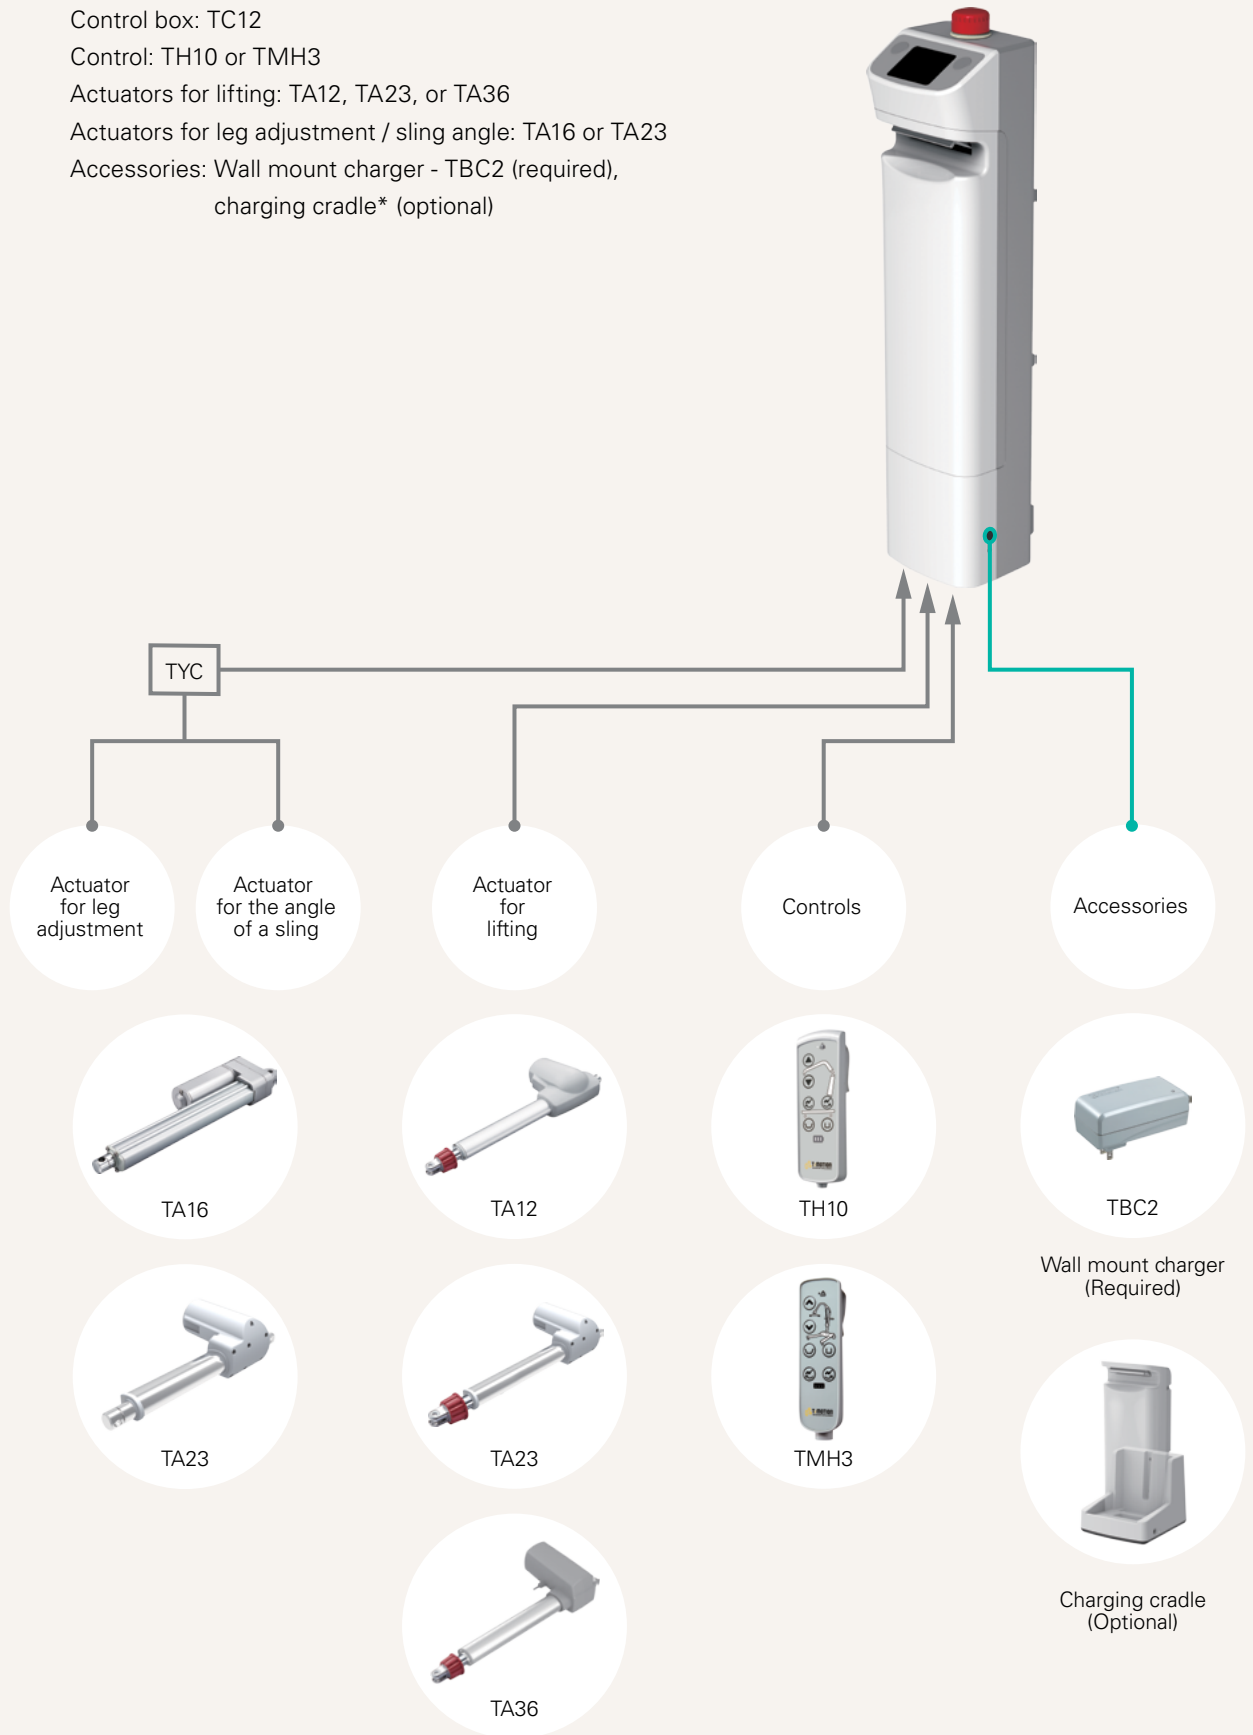 Control box: TC12
Control: TH10 or TMH3
Actuators for lifting: TA12, TA23, or TA36
Actuators for leg adjustment / sling angle: TA16 or TA23
Accessories: Wall mount charger - TBC2 (required),
charging cradle* (optional)
TYC
Actuator
for leg
adjustment
Actuator
for the angle
of a sling
Actuator
for
lifting
Controls
Accessories
TA16
TA12
TH10
TBC2
Wall mount charger
(Required)
TA23
TA23
TMH3
Charging cradle
(Optional)
TA36